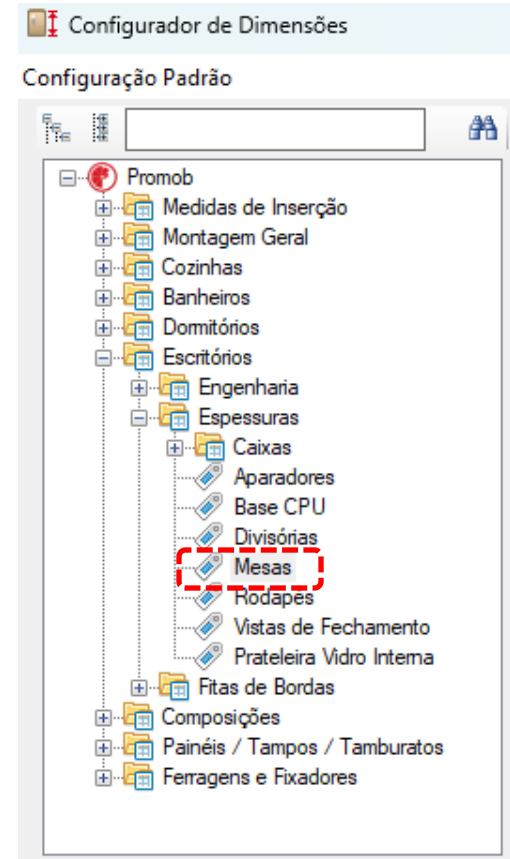 Configurador de Dimensões
Configuração Padrão
Promob
Medidas de Inserção
Montagem Geral
Cozinhas
Banheiros
Dormitórios
Escritórios
Engenharia
Espessuras
Caixas
Aparadores
Base CPU
Divisórias
Mesas
Rodapés
Vistas de Fechamento
Prateleira Vidro Interna
Fitas de Bordas
Composições
Painéis / Tampos / Tamburatos
Ferragens e Fixadores